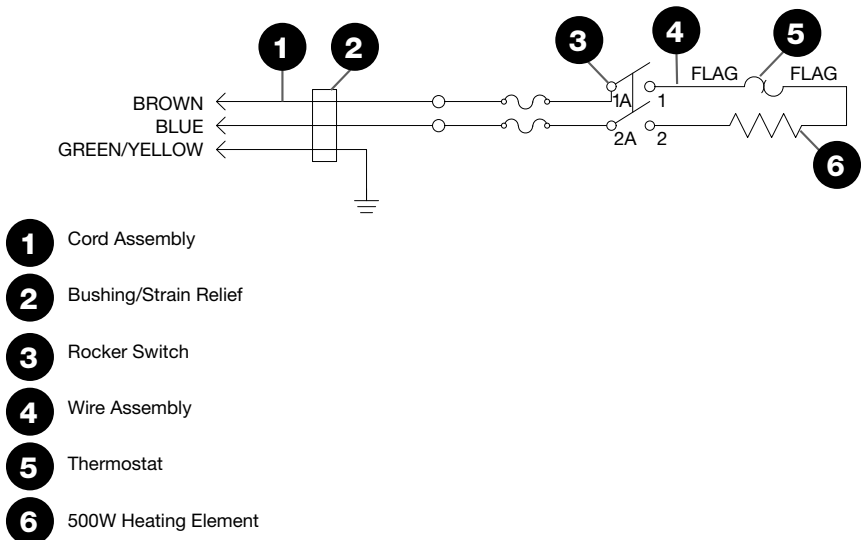 1 2 3 4 5
FLAG FLAG
BROWN 1A 1
BLUE 2A 2
GREEN/YELLOW
6
1 Cord Assembly
2 Bushing/Strain Relief
3 Rocker Switch
4 Wire Assembly
5 Thermostat
6 500W Heating Element